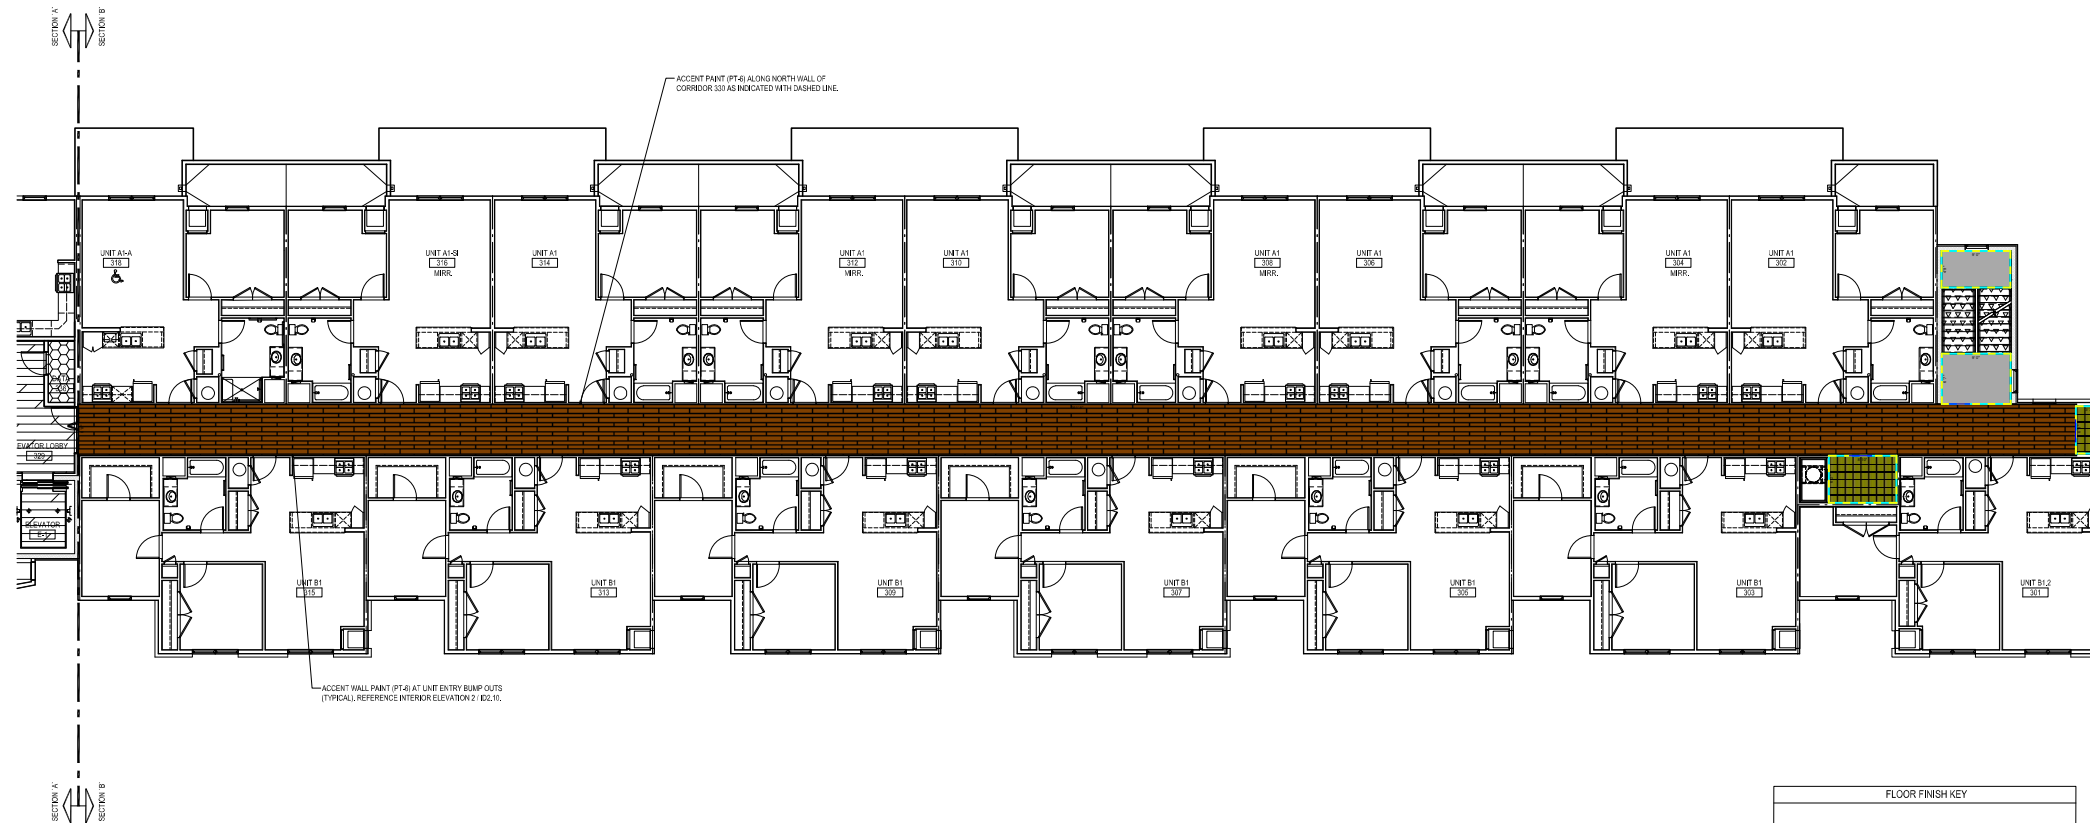 SECTION 'A'
SECTION 'B'
ACCENT PAINT (PT-6) ALONG NORTH WALL OF
CORRIDOR 330 AS INDICATED WITH DASHED LINE.
UNIT A1-A
318
UNIT A1-SI
316
MIRR.
UNIT A1
314
UNIT A1
312
MIRR.
UNIT A1
310
UNIT A1
308
MIRR.
UNIT A1
306
UNIT A1
304
MIRR.
UNIT A1
302
DATA
EVATOR LOBBY
329
ELEVATOR
E-1
UNIT B1
315
UNIT B1
313
UNIT B1
309
UNIT B1
307
UNIT B1
305
UNIT B1
303
UNIT B1.2
301
ACCENT WALL PAINT (PT-6) AT UNIT ENTRY BUMP OUTS
(TYPICAL). REFERENCE INTERIOR ELEVATION 2 / ID2.10.
SECTION 'A'
SECTION 'B'
FLOOR FINISH KEY